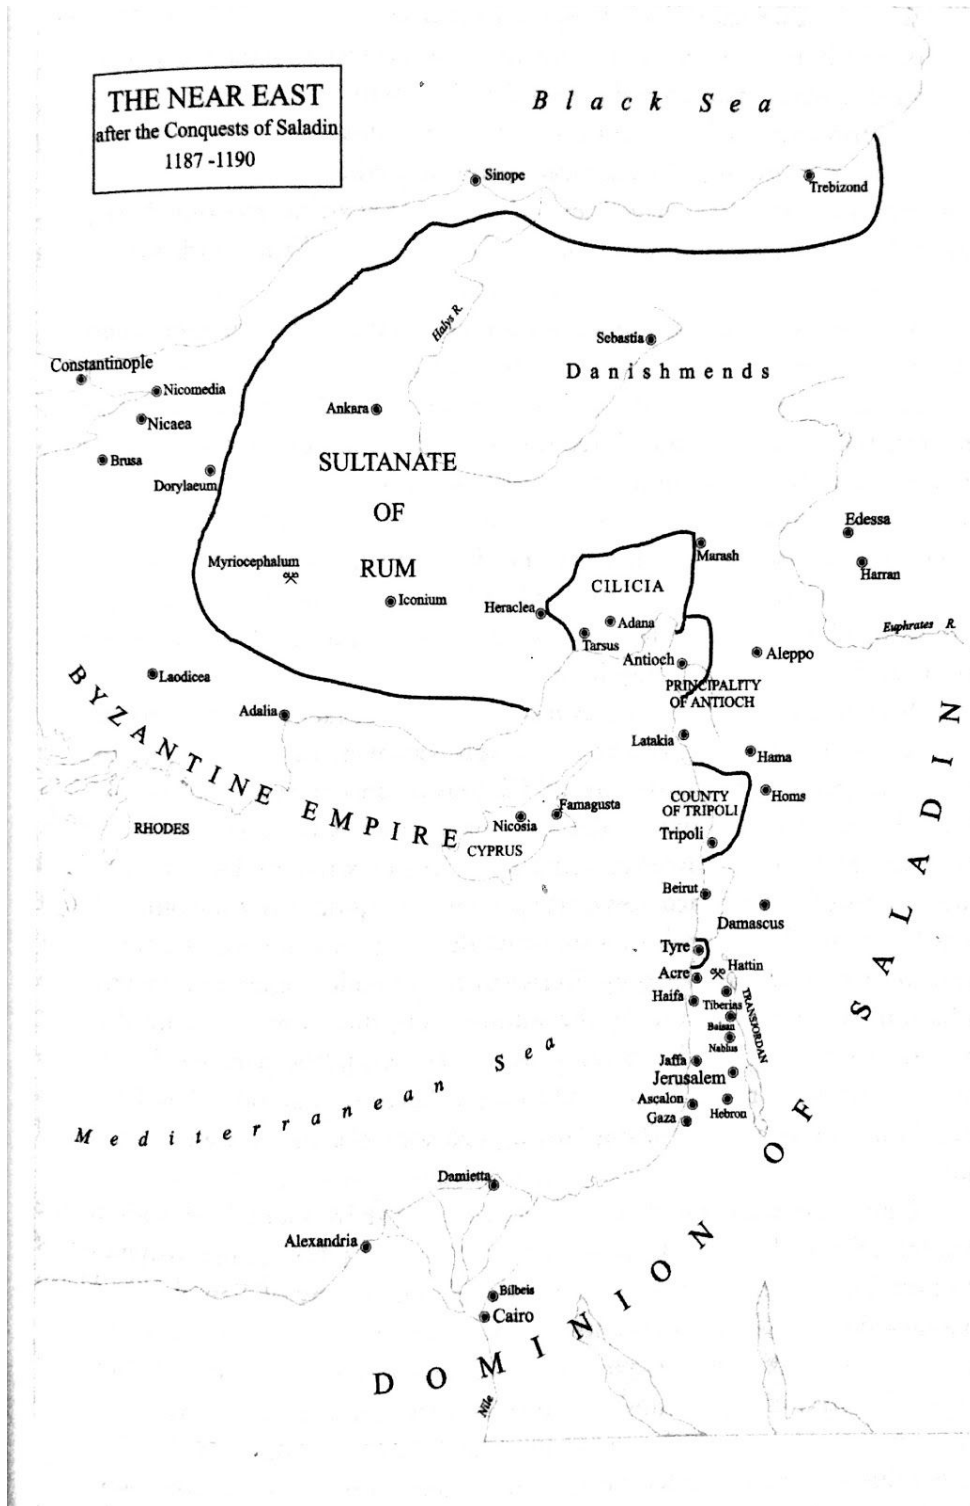 THE NEAR EAST
after the Conquests of Saladin
1187 -1190
Black Sea
Sinope
Trebizond
Halys R.
Sebastia
Danishmends
Constantinople
Nicomedia
Nicaea
Brusa
Dorylaeum
Ankara
SULTANATE
OF
RUM
Myriocephalum
Iconium
Heraclea
CILICIA
Marash
Adana
Tarsus
Edessa
Harran
Euphrates R.
Antioch
Aleppo
PRINCIPALITY
OF ANTIOCH
Laodicea
Adalia
BYZANTINE EMPIRE
RHODES
Latakia
Hama
COUNTY
OF TRIPOLI
Homs
Tripoli
Famagusta
Nicosia
CYPRUS
Beirut
Damascus
Tyre
Acre
Hattin
Haifa
Tiberias
Baisan
Nablus
TRANSJORDAN
Jaffa
Jerusalem
Ascalon
Hebron
Gaza
Mediterranean Sea
Damietta
Alexandria
Bilbeis
Cairo
Nile
DOMINION OF SALADIN